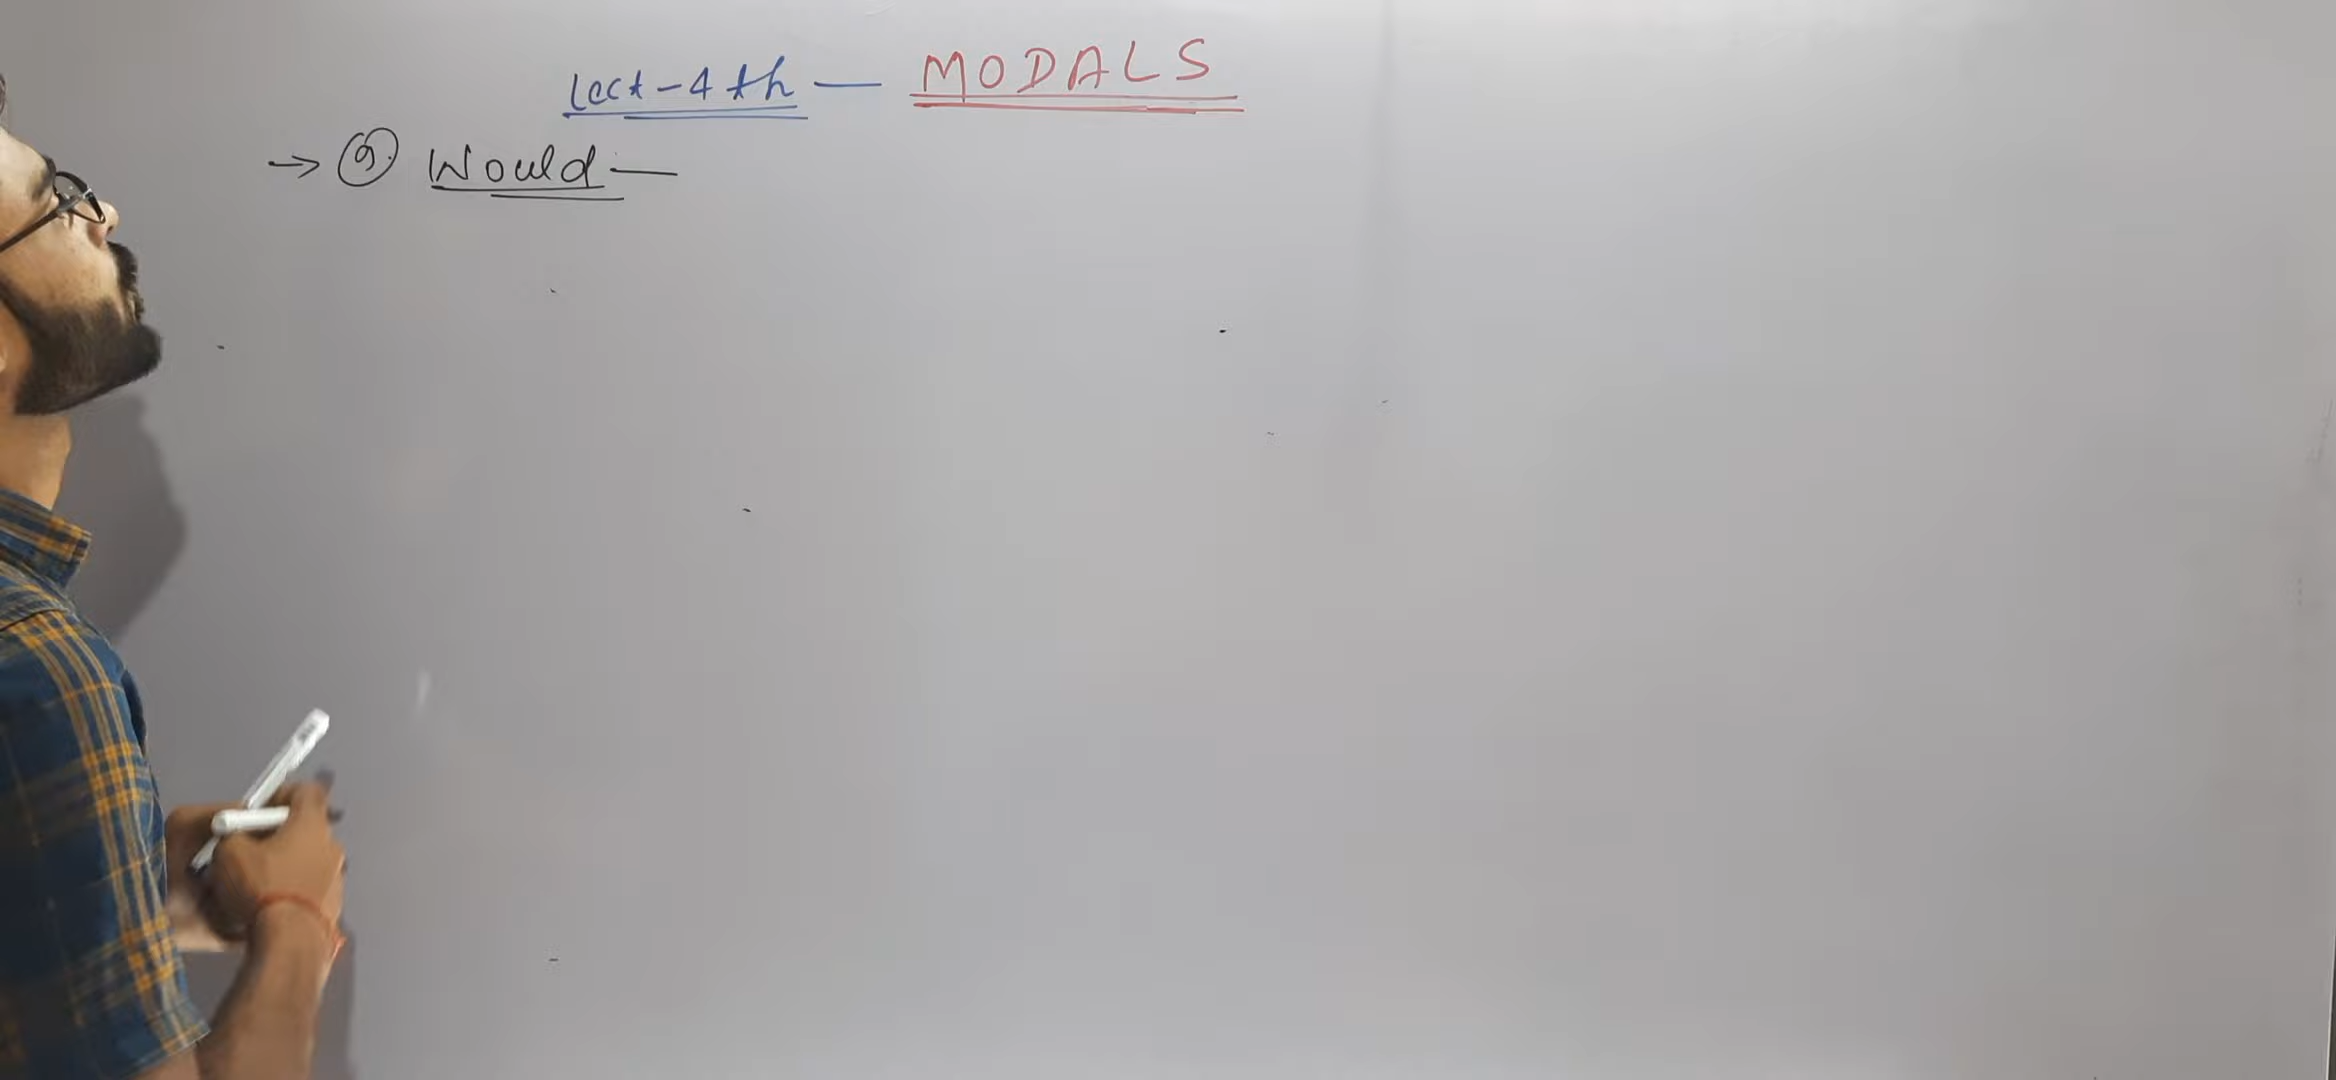 Lect-4th — MODALS
→ 9. Would —